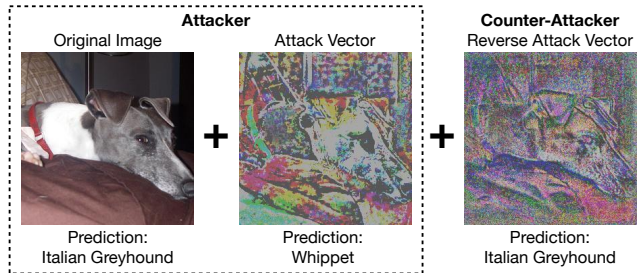 Attacker
Counter-Attacker
Original Image
Attack Vector
Reverse Attack Vector
+
+
Prediction:
Italian Greyhound
Prediction:
Whippet
Prediction:
Italian Greyhound